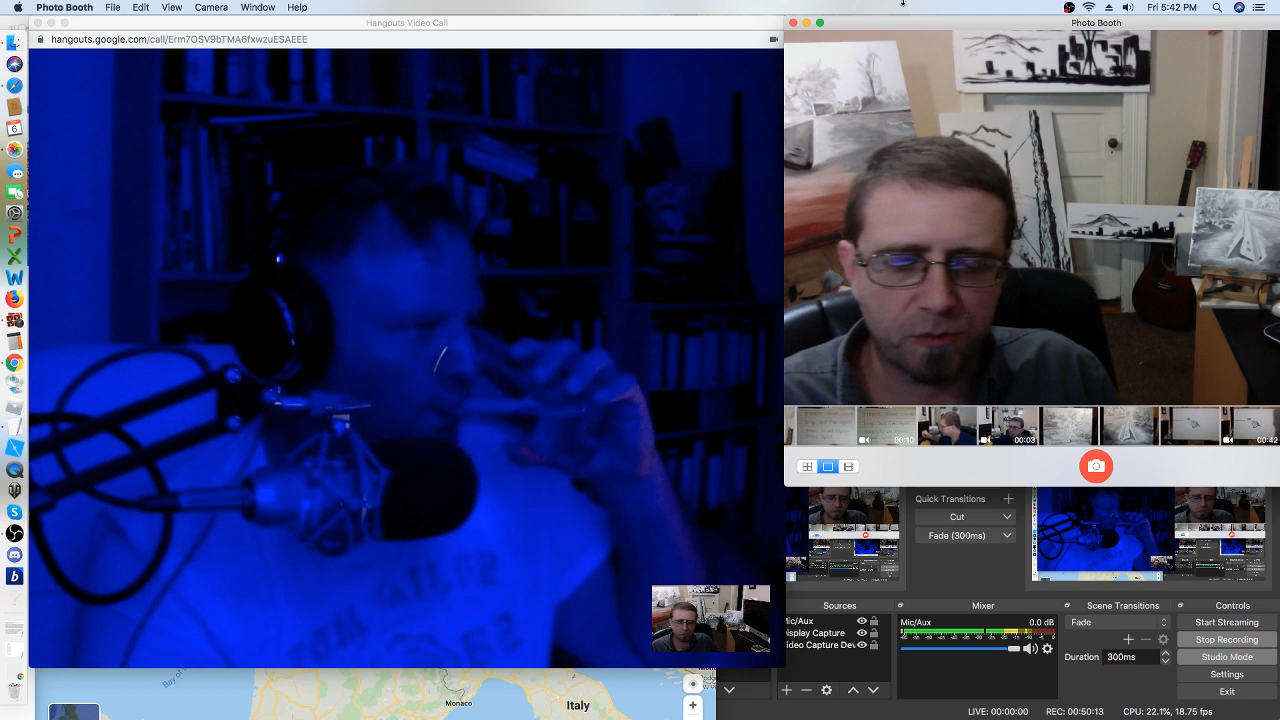 Photo Booth File Edit View Camera Window Help Fri 5:42 PM
Hangouts Video Call
hangouts.google.com/call/Erm7OSV9bTMA6fxwzuESAEEE
Photo Booth
00:10
00:03
00:42
Quick Transitions
Cut
Fade (300ms)
Sources
Mixer
Scene Transitions
Controls
Mic/Aux
isplay Capture
ideo Capture Dev
Mic/Aux 0.0 dB
Fade
Duration 300ms
Start Streaming
Stop Recording
Studio Mode
Settings
Exit
Bay of
Monaco
Italy
LIVE: 00:00:00 REC: 00:50:13 CPU: 22.1%, 18.75 fps